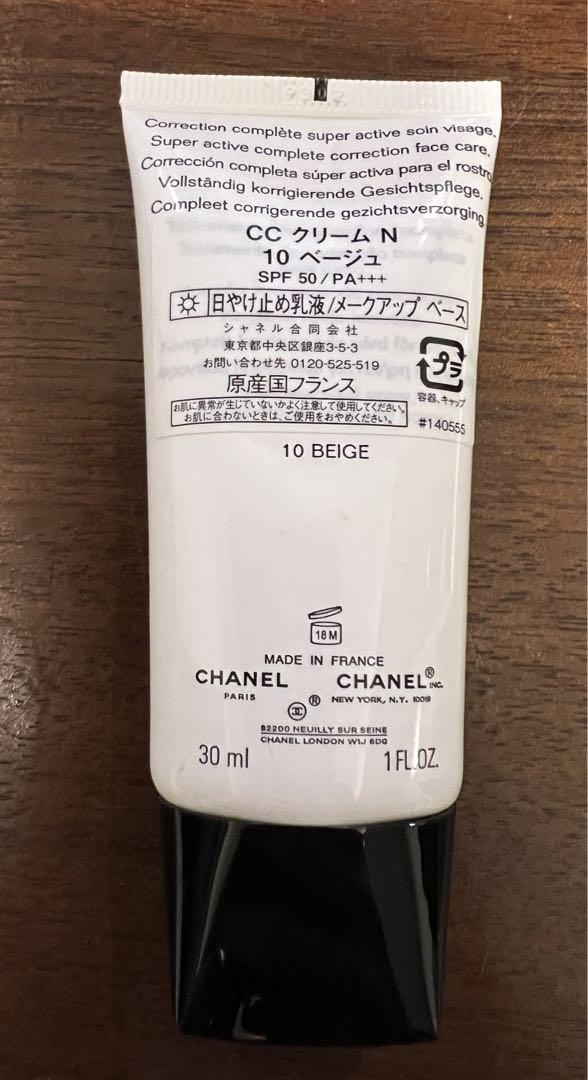 Correction complète super active soin visage.
Super active complete correction face care.
Corrección completa súper activa para el rostro
Vollständig korrigierende Gesichtspflege.
Compleet corrigerende gezichtsverzorging
CC クリーム N
10 ベージュ
SPF 50/PA+++
日やけ止め乳液/メークアップ ベース
シャネル合同会社
東京都中央区銀座3-5-3
お問い合わせ先 0120-525-519
原産国フランス
プラ
容器、キャップ
お肌に異常が生じていないかよく注意して使用してください。
お肌に合わないときは、ご使用をおやめください。
#140555
10 BEIGE
18 M
MADE IN FRANCE
CHANEL CHANEL® INC.
PARIS NEW YORK, N.Y. 10019
®
92200 NEUILLY SUR SEINE
CHANEL LONDON W1J 6DG
30 ml 1 FL.OZ.